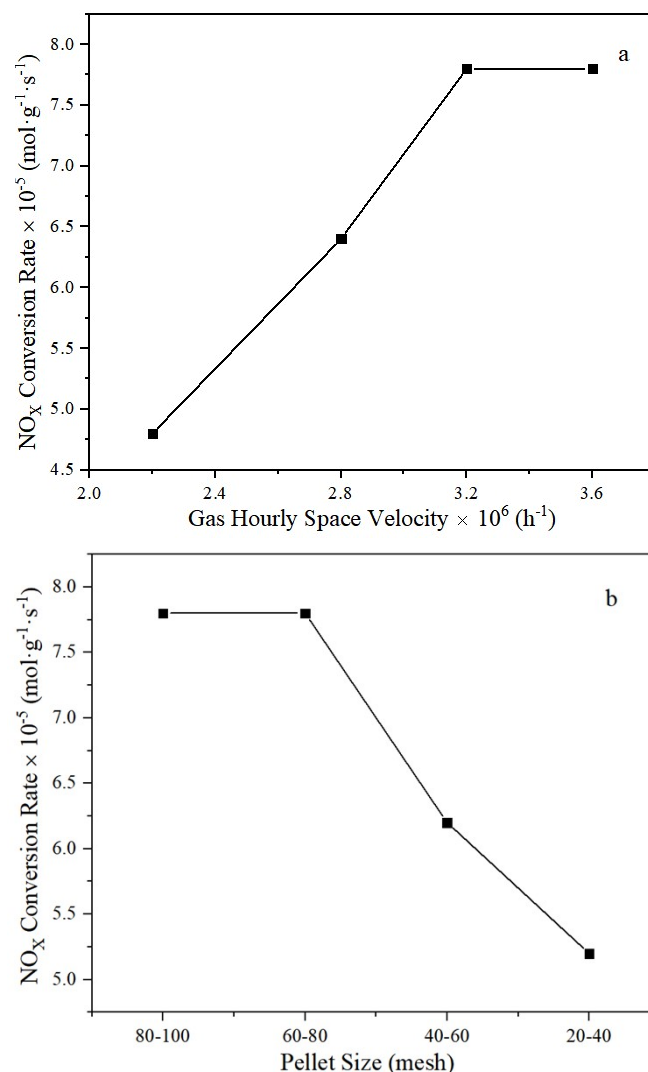 a
NOX Conversion Rate × 10-5 (mol·g-1·s-1)
8.0
7.5
7.0
6.5
6.0
5.5
5.0
4.5
2.0 2.4 2.8 3.2 3.6
Gas Hourly Space Velocity × 106 (h-1)
b
NOX Conversion Rate × 10-5 (mol·g-1·s-1)
8.0
7.5
7.0
6.5
6.0
5.5
5.0
80-100 60-80 40-60 20-40
Pellet Size (mesh)